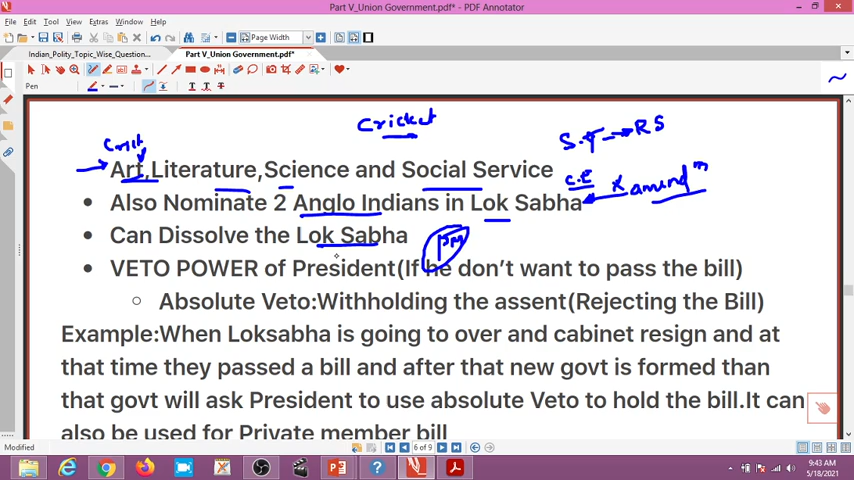 Part V_Union Government.pdf* - PDF Annotator
File Edit View Insert Annotate Tool Extras Window Help
Page Width
Indian_Polity_Topic_Wise_Question... Part V_Union Government.pdf*
Pen
Cricket
S.T → RS
Art,Literature,Science and Social Service
C.E X amendm
Also Nominate 2 Anglo Indians in Lok Sabha
Can Dissolve the Lok Sabha
PM
VETO POWER of President(If he don't want to pass the bill)
Absolute Veto:Withholding the assent(Rejecting the Bill)
Example:When Loksabha is going to over and cabinet resign and at
that time they passed a bill and after that new govt is formed than
that govt will ask President to use absolute Veto to hold the bill.It can
also be used for Private member bill
Modified 6 of 9
9:43 AM
5/18/2021